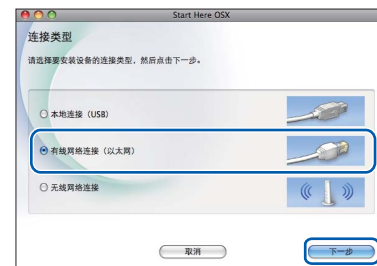 Start Here OSX
连接类型
请选择要安装设备的连接类型，然后点击下一步。
本地连接（USB）
有线网络连接（以太网）
无线网络连接
取消
下一步